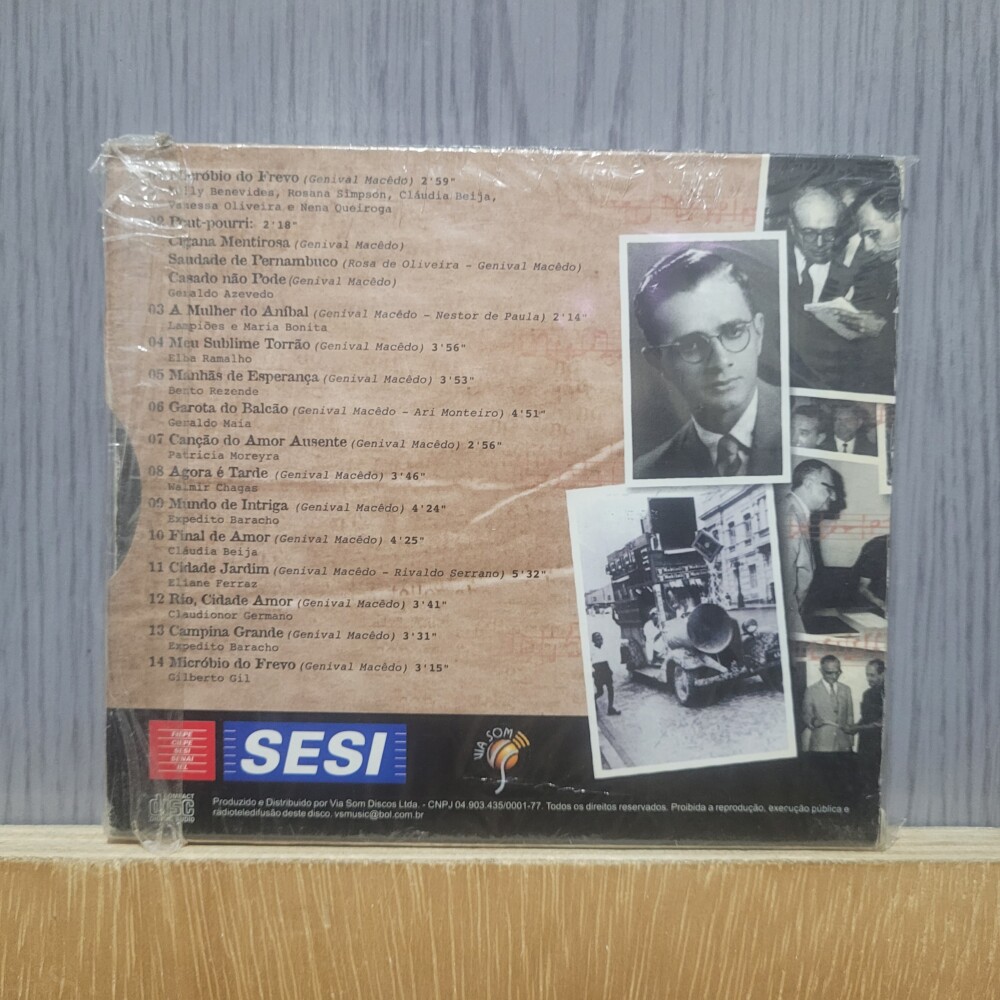 Micróbio do Frevo (Genival Macêdo) 2'59"
Benevides, Rosana Simpson, Cláudia Beija,
Vanessa Oliveira e Nena Queiroga
02 Pout-pourri: 2'18"
Cigana Mentirosa (Genival Macêdo)
Saudade de Pernambuco (Rosa de Oliveira - Genival Macêdo)
Casado não Pode (Genival Macêdo)
Geraldo Azevedo
03 A Mulher do Aníbal (Genival Macêdo - Nestor de Paula) 2'14"
Lampiões e Maria Bonita
04 Meu Sublime Torrão (Genival Macêdo) 3'56"
Elba Ramalho
05 Manhãs de Esperança (Genival Macêdo) 3'53"
Bento Rezende
06 Garota do Balcão (Genival Macêdo - Ari Monteiro) 4'51"
Geraldo Maia
07 Canção do Amor Ausente (Genival Macêdo) 2'56"
Patrícia Moreyra
08 Agora é Tarde (Genival Macêdo) 3'46"
Walmir Chagas
09 Mundo de Intriga (Genival Macêdo) 4'24"
Expedito Baracho
10 Final de Amor (Genival Macêdo) 4'25"
Cláudia Beija
11 Cidade Jardim (Genival Macêdo - Rivaldo Serrano) 5'32"
Eliane Ferraz
12 Rio, Cidade Amor (Genival Macêdo) 3'41"
Claudionor Germano
13 Campina Grande (Genival Macêdo) 3'31"
Expedito Baracho
14 Micróbio do Frevo (Genival Macêdo) 3'15"
Gilberto Gil
FIEPE
CIEPE
SESI
SENAI
IEL
SESI
VIA SOM
COMPACT
disc
DIGITAL AUDIO
Produzido e Distribuido por Via Som Discos Ltda. - CNPJ 04.903.435/0001-77. Todos os direitos reservados. Proibida a reprodução, execução pública e
rádioteledifusão deste disco. vsmusic@bol.com.br